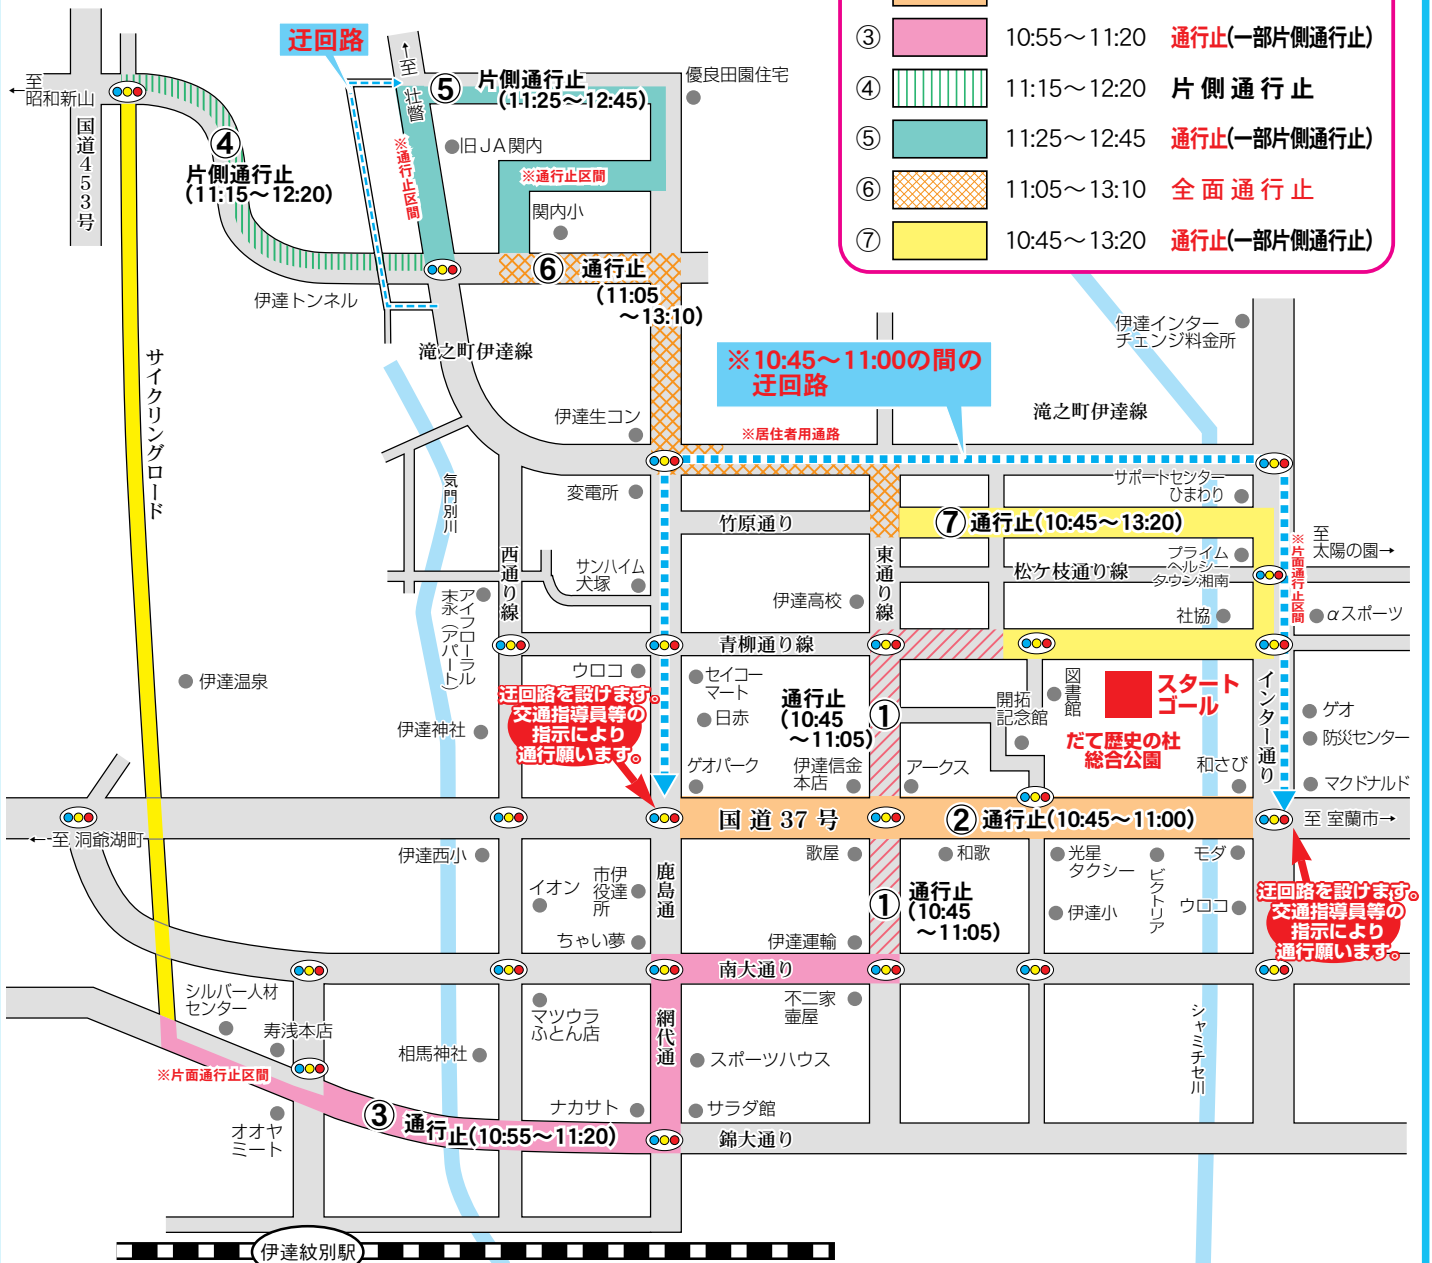 ③ 10:55～11:20 通行止(一部片側通行止)
④ 11:15～12:20 片側通行止
⑤ 11:25～12:45 通行止(一部片側通行止)
⑥ 11:05～13:10 全面通行止
⑦ 10:45～13:20 通行止(一部片側通行止)
迂回路
←至
昭和新山
国道453号
④
片側通行止
(11:15～12:20)
←至 壮瞥
⑤ 片側通行止
(11:25～12:45)
優良田園住宅
旧JA関内
※通行止区間
※通行止区間
関内小
⑥ 通行止
(11:05
～13:10)
伊達トンネル
滝之町伊達線
サイクリングロード
伊達インター
チェンジ料金所
※10:45～11:00の間の
迂回路
滝之町伊達線
伊達生コン
※居住者用通路
変電所
気門別川
竹原通り
サポートセンター
ひまわり
⑦ 通行止(10:45～13:20)
至
太陽の園→
※片面通行止区間
西通り線
サンハイム
犬塚
東通り線
プライム
ヘルシー
タウン湘南
松ケ枝通り線
アイフローラル
末永(アパート)
伊達高校
社協
αスポーツ
青柳通り線
伊達温泉
ウロコ
セイコー
マート
日赤
通行止
(10:45
～11:05)
①
開拓
記念館
図書館
スタート
ゴール
だて歴史の杜
総合公園
インター通り
ゲオ
防災センター
伊達神社
迂回路を設けます。
交通指導員等の
指示により
通行願います。
ゲオパーク
伊達信金
本店
アークス
和さび
マクドナルド
国道37号
② 通行止(10:45～11:00)
至 室蘭市→
←至 洞爺湖町
伊達西小
イオン
市役所
伊達
鹿島通
歌屋
和歌
光星
タクシー
ビクトリア
モダ
ウロコ
①
通行止
(10:45
～11:05)
伊達小
迂回路を設けます。
交通指導員等の
指示により
通行願います。
ちゃい夢
伊達運輸
南大通り
シルバー人材
センター
寿浅本店
マツウラ
ふとん店
網代通
不二家
壷屋
シャミチセ川
相馬神社
スポーツハウス
※片面通行止区間
オオヤ
ミート
③ 通行止(10:55～11:20)
ナカサト
サラダ館
錦大通り
伊達紋別駅